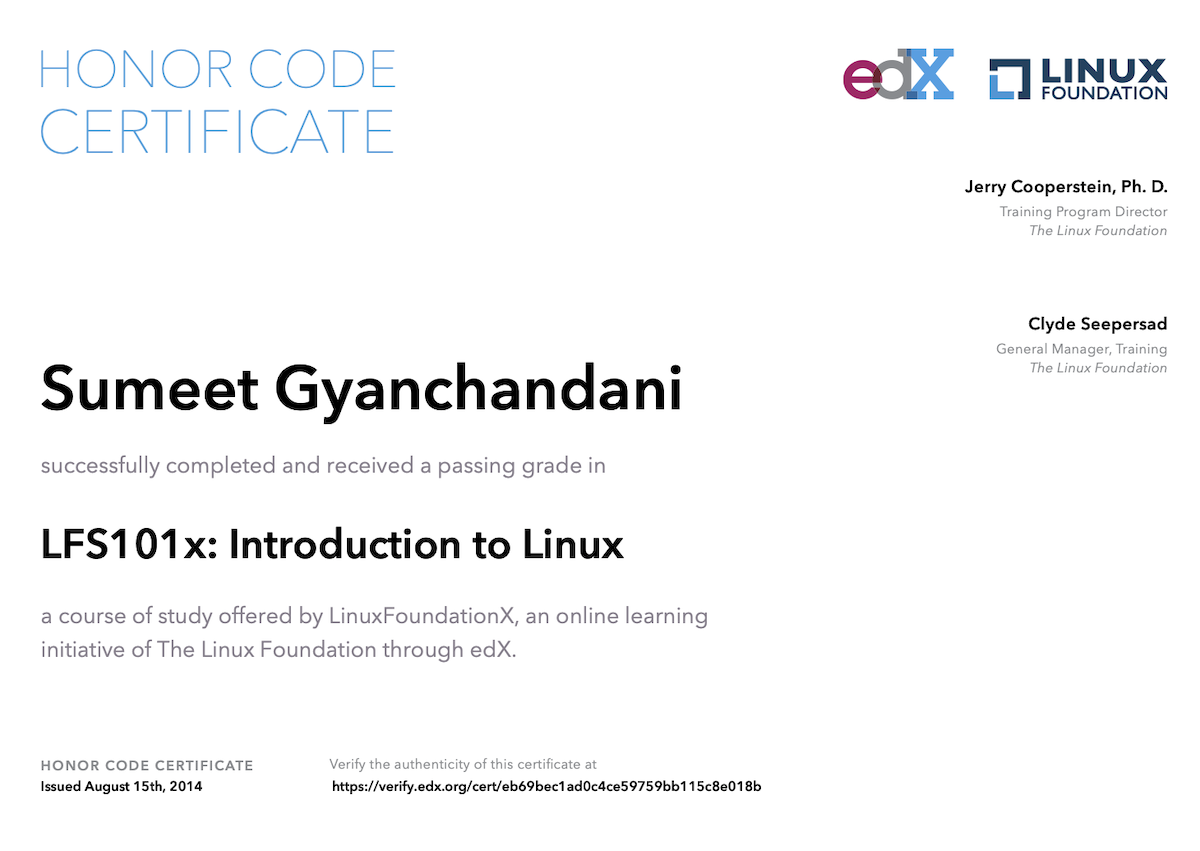 HONOR CODE
CERTIFICATE
edX
LINUX
FOUNDATION
Jerry Cooperstein, Ph. D.
Training Program Director
The Linux Foundation
Clyde Seepersad
General Manager, Training
The Linux Foundation
Sumeet Gyanchandani
successfully completed and received a passing grade in
LFS101x: Introduction to Linux
a course of study offered by LinuxFoundationX, an online learning
initiative of The Linux Foundation through edX.
HONOR CODE CERTIFICATE
Issued August 15th, 2014
Verify the authenticity of this certificate at
https://verify.edx.org/cert/eb69bec1ad0c4ce59759bb115c8e018b